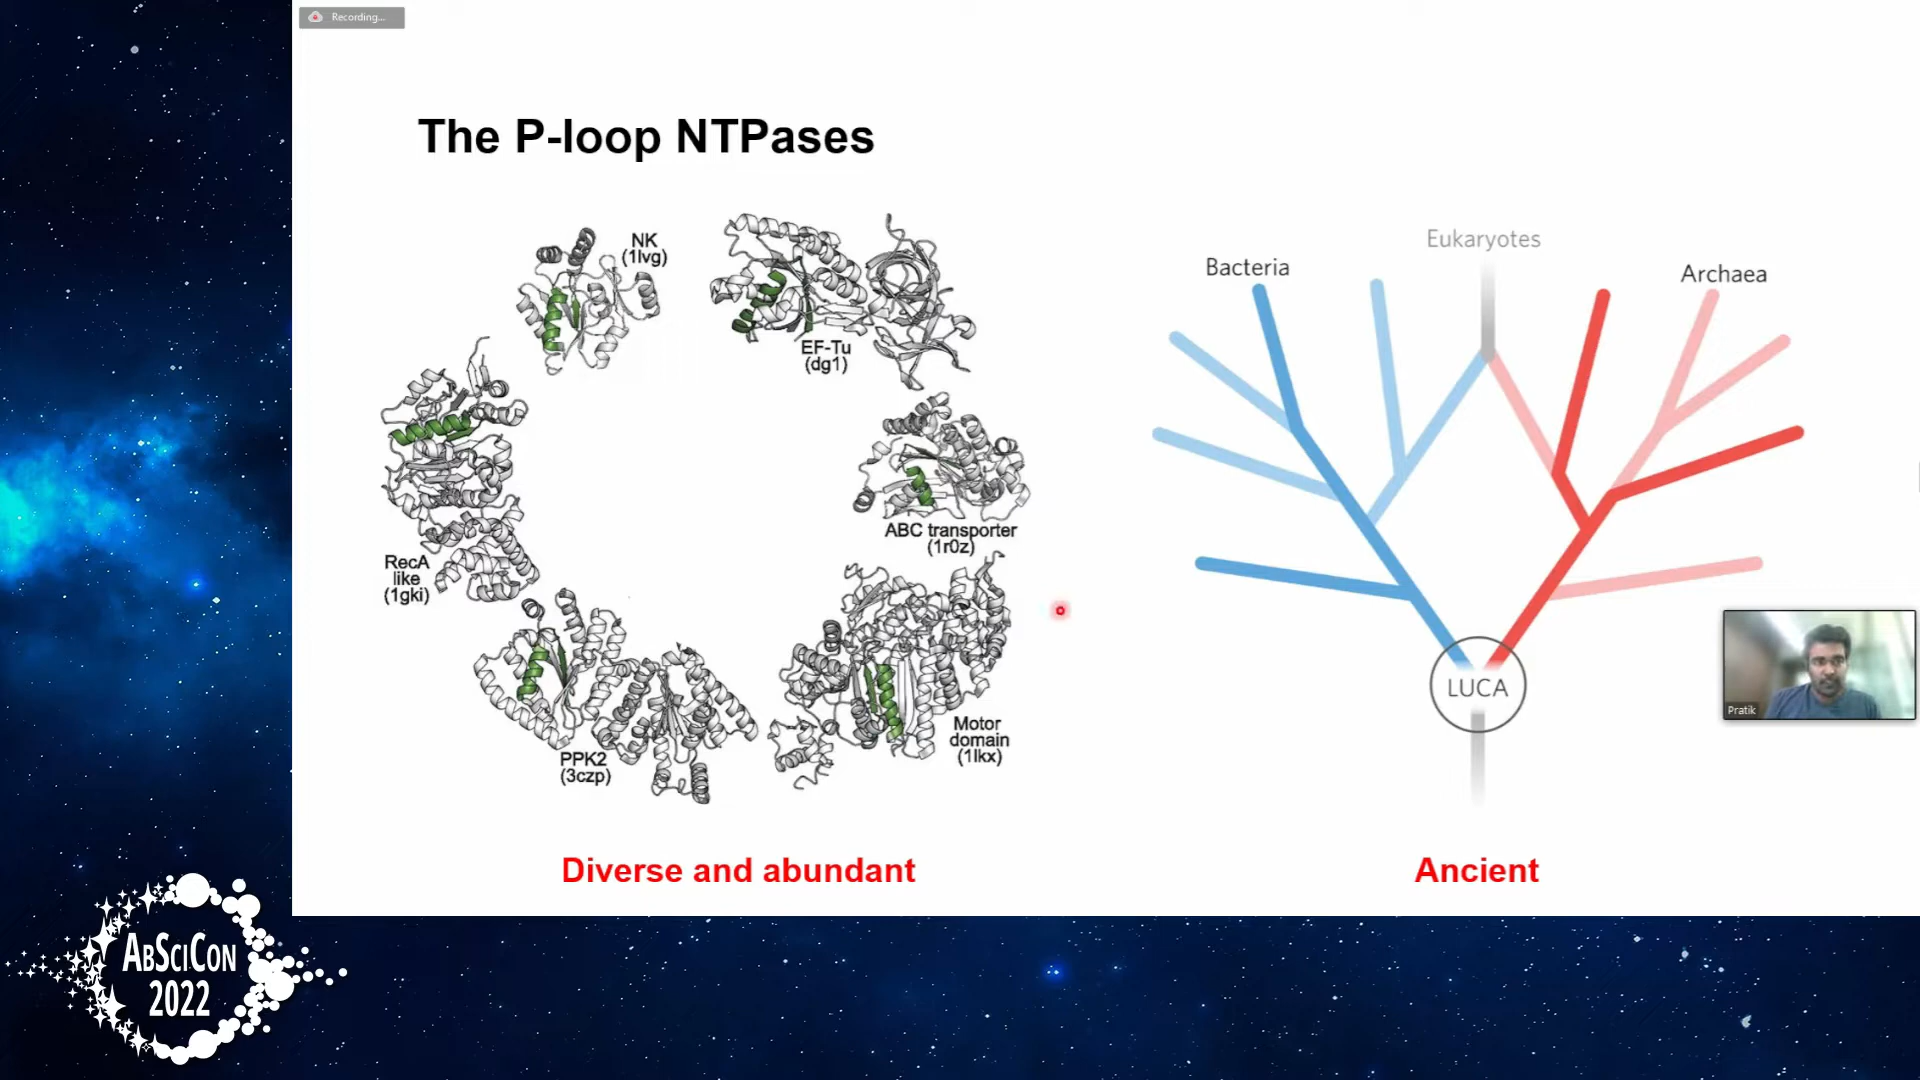 Recording...
The P-loop NTPases
NK
(1lvg)
EF-Tu
(dg1)
ABC transporter
(1r0z)
Motor
domain
(1lkx)
PPK2
(3czp)
RecA
like
(1gki)
Diverse and abundant
Bacteria
Eukaryotes
Archaea
LUCA
Ancient
Pratik
AbSciCon
2022